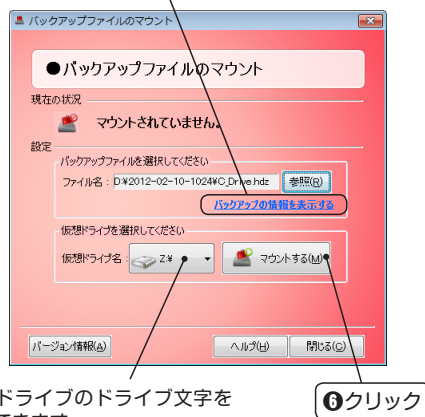 バックアップファイルのマウント
●バックアップファイルのマウント
現在の状況
マウントされていません。
設定
バックアップファイルを選択してください
ファイル名： D:¥2012-02-10-1024¥C_Drive.hdz 参照(R)
バックアップの情報を表示する
仮想ドライブを選択してください
仮想ドライブ名： Z:¥ マウントする(M)
バージョン情報(A) ヘルプ(H) 閉じる(C)
ドライブのドライブ文字を
❻クリック